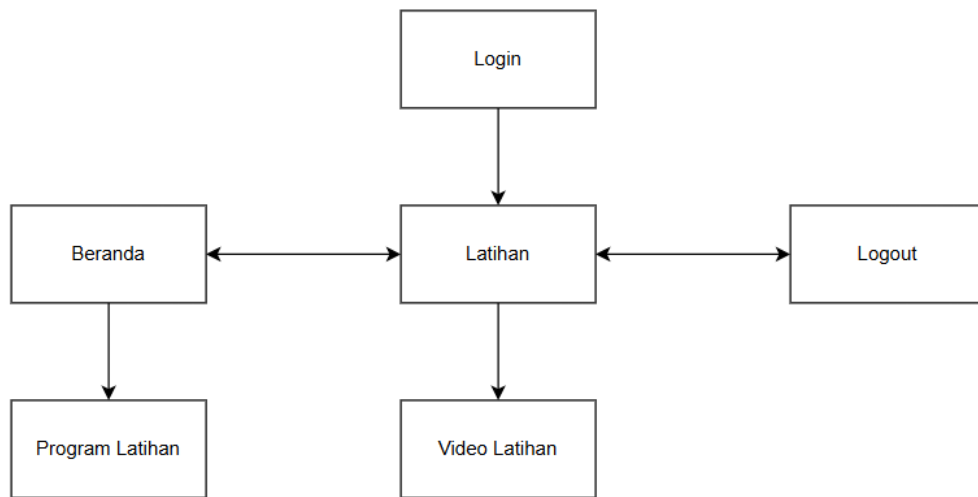 Login
Beranda
Latihan
Logout
Program Latihan
Video Latihan